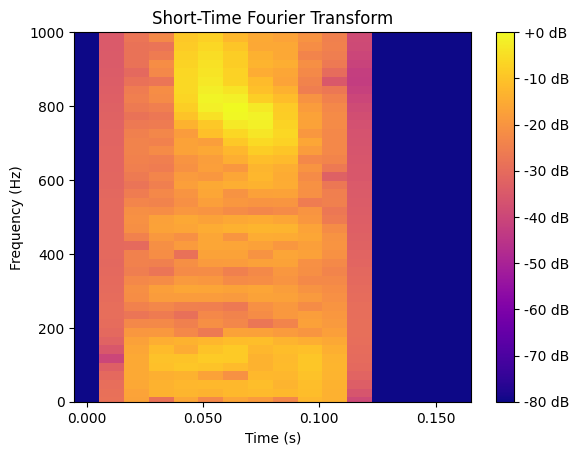 Short-Time Fourier Transform
1000
800
600
400
200
0
Frequency (Hz)
0.000
0.050
0.100
0.150
Time (s)
+0 dB
-10 dB
-20 dB
-30 dB
-40 dB
-50 dB
-60 dB
-70 dB
-80 dB